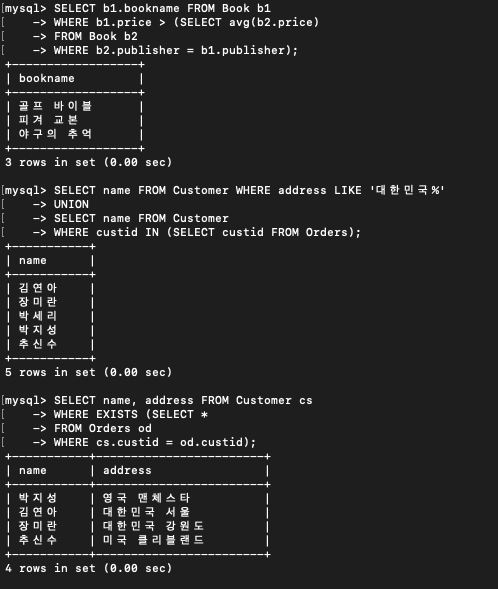 [mysql> SELECT b1.bookname FROM Book b1
[    -> WHERE b1.price > (SELECT avg(b2.price)
[    -> FROM Book b2
[    -> WHERE b2.publisher = b1.publisher);
+------------------+
| bookname         |
+------------------+
| 골프 바이블      |
| 피겨 교본        |
| 야구의 추억      |
+------------------+
3 rows in set (0.00 sec)

[mysql> SELECT name FROM Customer WHERE address LIKE '대한민국%'
[    -> UNION
[    -> SELECT name FROM Customer
[    -> WHERE custid IN (SELECT custid FROM Orders);
+-----------+
| name      |
+-----------+
| 김연아    |
| 장미란    |
| 박세리    |
| 박지성    |
| 추신수    |
+-----------+
5 rows in set (0.00 sec)

[mysql> SELECT name, address FROM Customer cs
[    -> WHERE EXISTS (SELECT *
[    -> FROM Orders od
[    -> WHERE cs.custid = od.custid);
+-----------+------------------------+
| name      | address                |
+-----------+------------------------+
| 박지성    | 영국 맨체스타          |
| 김연아    | 대한민국 서울          |
| 장미란    | 대한민국 강원도        |
| 추신수    | 미국 클리블랜드        |
+-----------+------------------------+
4 rows in set (0.00 sec)